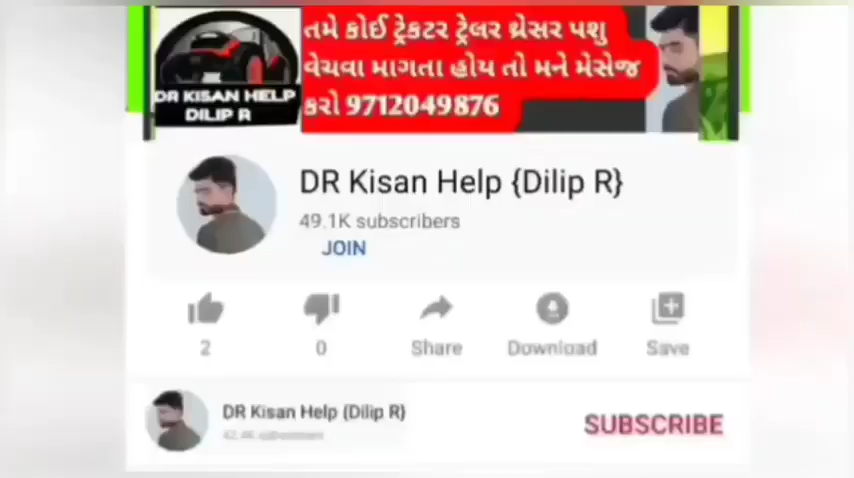 તમે કોઈ ટ્રેકટર ટ્રેલર થ્રેસર પશુ
વેચવા માગતા હોય તો મને મેસેજ
કરો 9712049876
DR KISAN HELP
DILIP R
DR Kisan Help {Dilip R}
49.1K subscribers
JOIN
2
0
Share
Download
Save
DR Kisan Help {Dilip R}
SUBSCRIBE